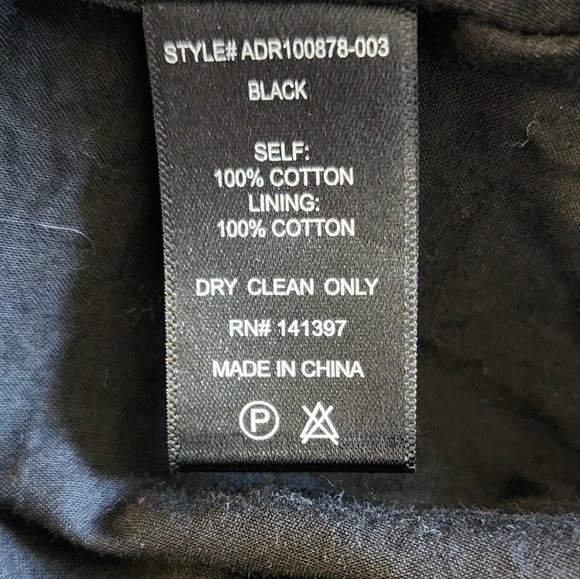 STYLE# ADR100878-003
BLACK
SELF:
100% COTTON
LINING:
100% COTTON
DRY CLEAN ONLY
RN# 141397
MADE IN CHINA
P